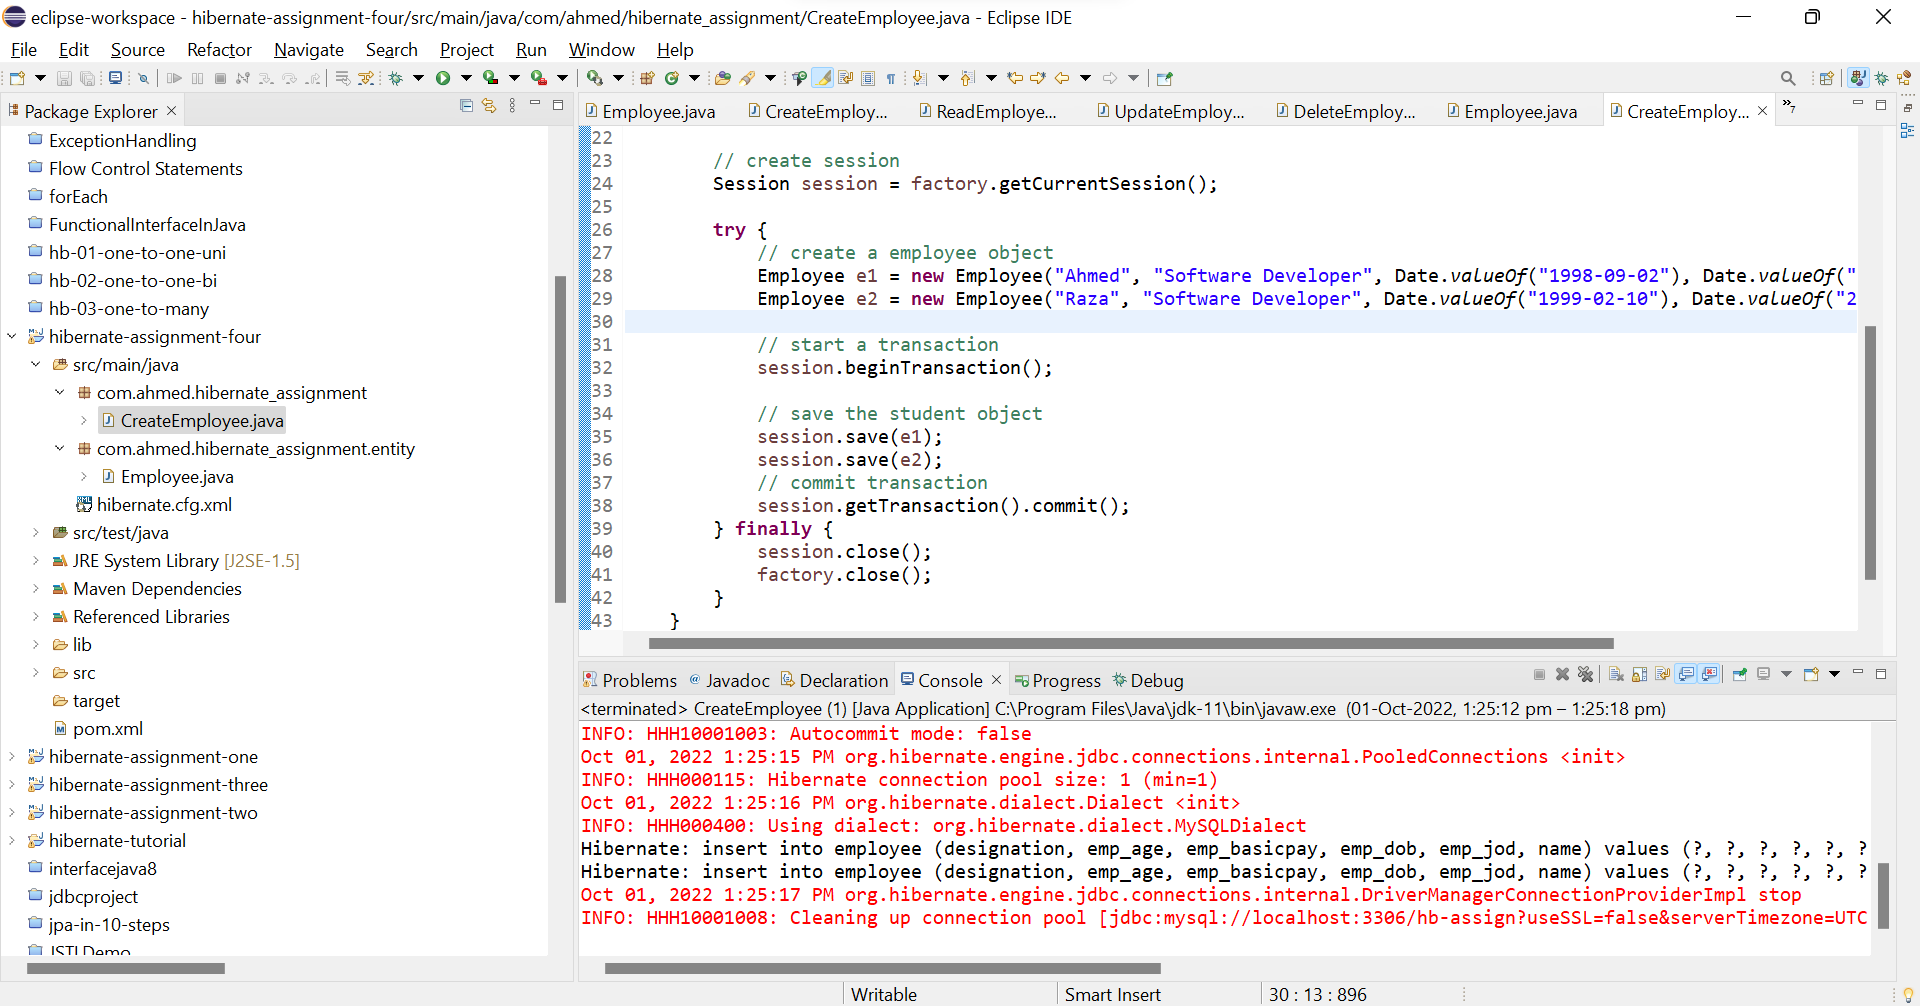 eclipse-workspace - hibernate-assignment-four/src/main/java/com/ahmed/hibernate_assignment/CreateEmployee.java - Eclipse IDE
File Edit Source Refactor Navigate Search Project Run Window Help
Package Explorer
ExceptionHandling
Flow Control Statements
forEach
FunctionalInterfaceInJava
hb-01-one-to-one-uni
hb-02-one-to-one-bi
hb-03-one-to-many
hibernate-assignment-four
src/main/java
com.ahmed.hibernate_assignment
CreateEmployee.java
com.ahmed.hibernate_assignment.entity
Employee.java
hibernate.cfg.xml
src/test/java
JRE System Library [J2SE-1.5]
Maven Dependencies
Referenced Libraries
lib
src
target
pom.xml
hibernate-assignment-one
hibernate-assignment-three
hibernate-assignment-two
hibernate-tutorial
interfacejava8
jdbcproject
jpa-in-10-steps
JSTLDemo
Employee.java CreateEmploy... ReadEmploye... UpdateEmploy... DeleteEmploy... Employee.java CreateEmploy... »7
22
23 // create session
24 Session session = factory.getCurrentSession();
25
26 try {
27 // create a employee object
28 Employee e1 = new Employee("Ahmed", "Software Developer", Date.valueOf("1998-09-02"), Date.valueOf("
29 Employee e2 = new Employee("Raza", "Software Developer", Date.valueOf("1999-02-10"), Date.valueOf("2
30
31 // start a transaction
32 session.beginTransaction();
33
34 // save the student object
35 session.save(e1);
36 session.save(e2);
37 // commit transaction
38 session.getTransaction().commit();
39 } finally {
40 session.close();
41 factory.close();
42 }
43 }
Problems Javadoc Declaration Console Progress Debug
<terminated> CreateEmployee (1) [Java Application] C:\Program Files\Java\jdk-11\bin\javaw.exe (01-Oct-2022, 1:25:12 pm – 1:25:18 pm)
INFO: HHH10001003: Autocommit mode: false
Oct 01, 2022 1:25:15 PM org.hibernate.engine.jdbc.connections.internal.PooledConnections <init>
INFO: HHH000115: Hibernate connection pool size: 1 (min=1)
Oct 01, 2022 1:25:16 PM org.hibernate.dialect.Dialect <init>
INFO: HHH000400: Using dialect: org.hibernate.dialect.MySQLDialect
Hibernate: insert into employee (designation, emp_age, emp_basicpay, emp_dob, emp_jod, name) values (?, ?, ?, ?, ?, ?
Hibernate: insert into employee (designation, emp_age, emp_basicpay, emp_dob, emp_jod, name) values (?, ?, ?, ?, ?, ?
Oct 01, 2022 1:25:17 PM org.hibernate.engine.jdbc.connections.internal.DriverManagerConnectionProviderImpl stop
INFO: HHH10001008: Cleaning up connection pool [jdbc:mysql://localhost:3306/hb-assign?useSSL=false&serverTimezone=UTC
Writable Smart Insert 30 : 13 : 896